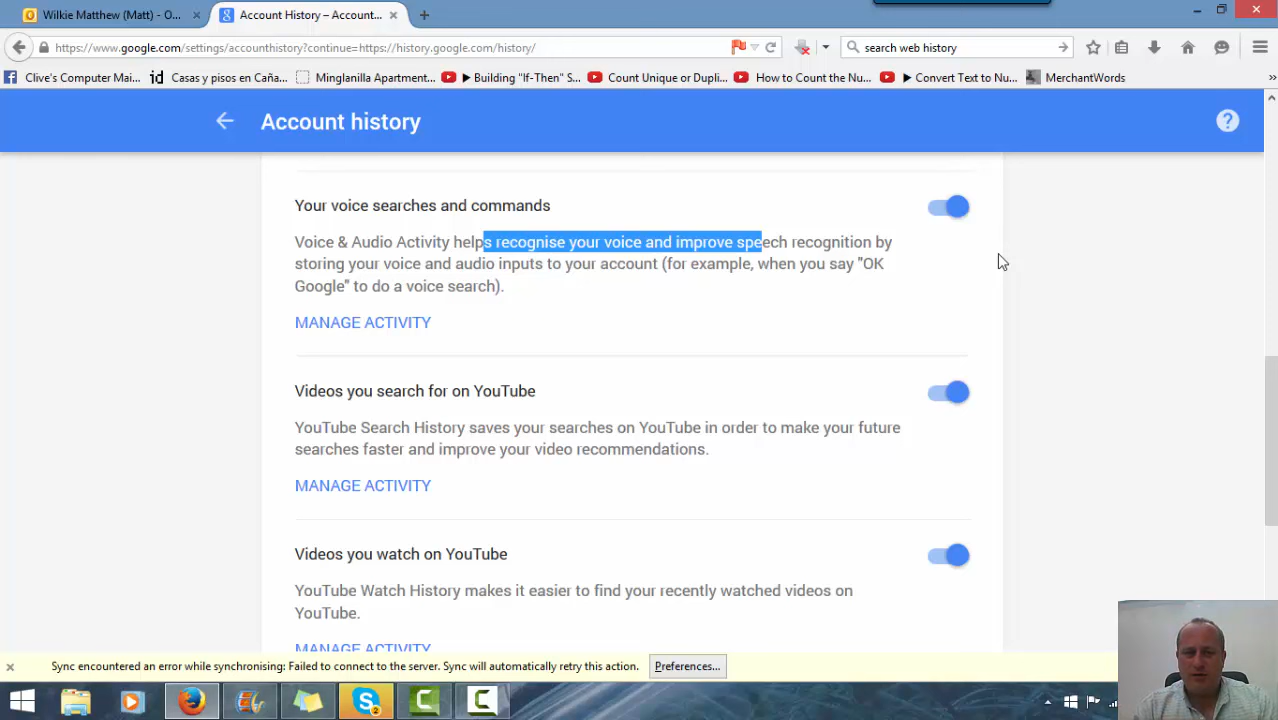 Wilkie Matthew (Matt) - O...
Account History – Account...
https://www.google.com/settings/accounthistory?continue=https://history.google.com/history/
search web history
Clive's Computer Mai...
Casas y pisos en Caña...
Minglanilla Apartment...
▶ Building "If-Then" S...
Count Unique or Dupli...
How to Count the Nu...
▶ Convert Text to Nu...
MerchantWords
Account history
Your voice searches and commands
Voice & Audio Activity helps recognise your voice and improve speech recognition by
storing your voice and audio inputs to your account (for example, when you say "OK
Google" to do a voice search).
MANAGE ACTIVITY
Videos you search for on YouTube
YouTube Search History saves your searches on YouTube in order to make your future
searches faster and improve your video recommendations.
MANAGE ACTIVITY
Videos you watch on YouTube
YouTube Watch History makes it easier to find your recently watched videos on
YouTube.
MANAGE ACTIVITY
Sync encountered an error while synchronising: Failed to connect to the server. Sync will automatically retry this action.
Preferences...